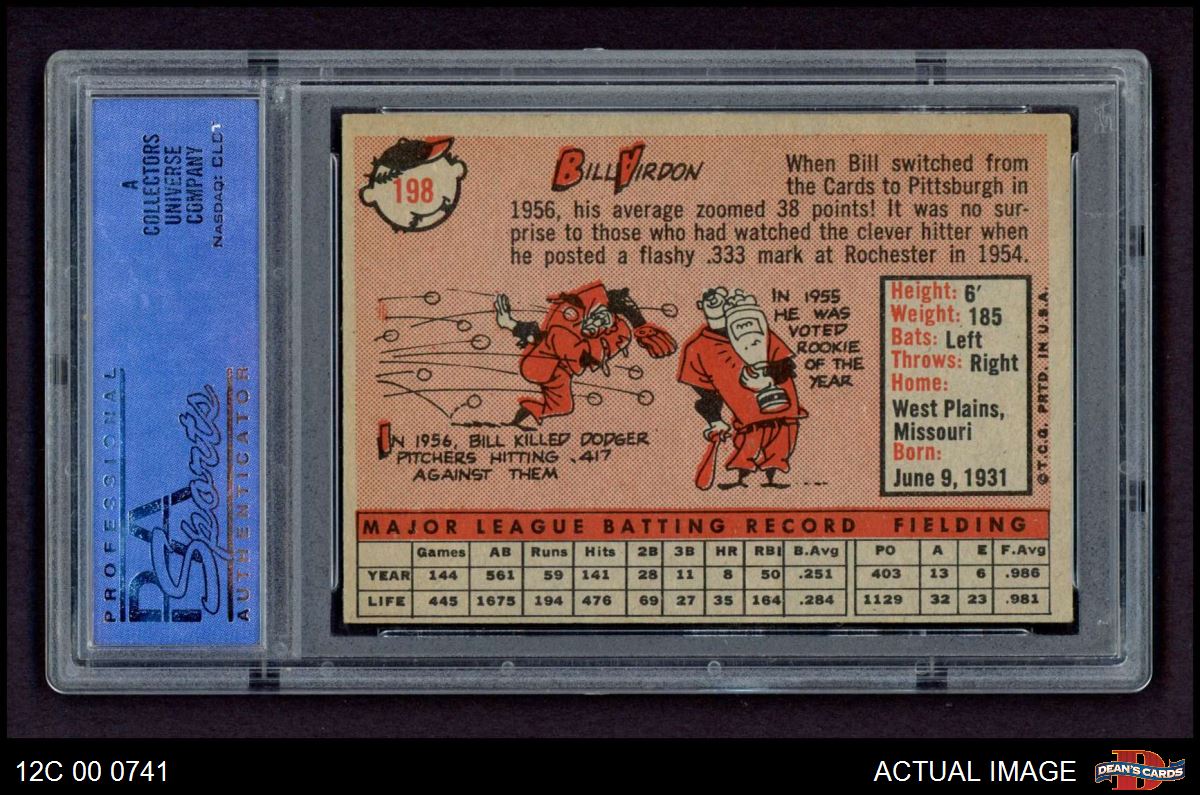 A
COLLECTORS
UNIVERSE
COMPANY
NASDAQ: CLCT
PROFESSIONAL
PSA
Sports
AUTHENTICATOR
198
BILL VIRDON
When Bill switched from
the Cards to Pittsburgh in
1956, his average zoomed 38 points! It was no sur-
prise to those who had watched the clever hitter when
he posted a flashy .333 mark at Rochester in 1954.
IN 1956, BILL KILLED DODGER
PITCHERS HITTING .417
AGAINST THEM
IN 1955
HE WAS
VOTED
ROOKIE
OF THE
YEAR
Height: 6'
Weight: 185
Bats: Left
Throws: Right
Home:
West Plains,
Missouri
Born:
June 9, 1931
© T.C.G. PRTD. IN U.S.A.
MAJOR LEAGUE BATTING RECORD FIELDING
Games AB Runs Hits 2B 3B HR RBI B.Avg PO A E F.Avg
YEAR 144 561 59 141 28 11 8 50 .251 403 13 6 .986
LIFE 445 1675 194 476 69 27 35 164 .284 1129 32 23 .981
12C 00 0741
ACTUAL IMAGE
D
DEAN'S CARDS